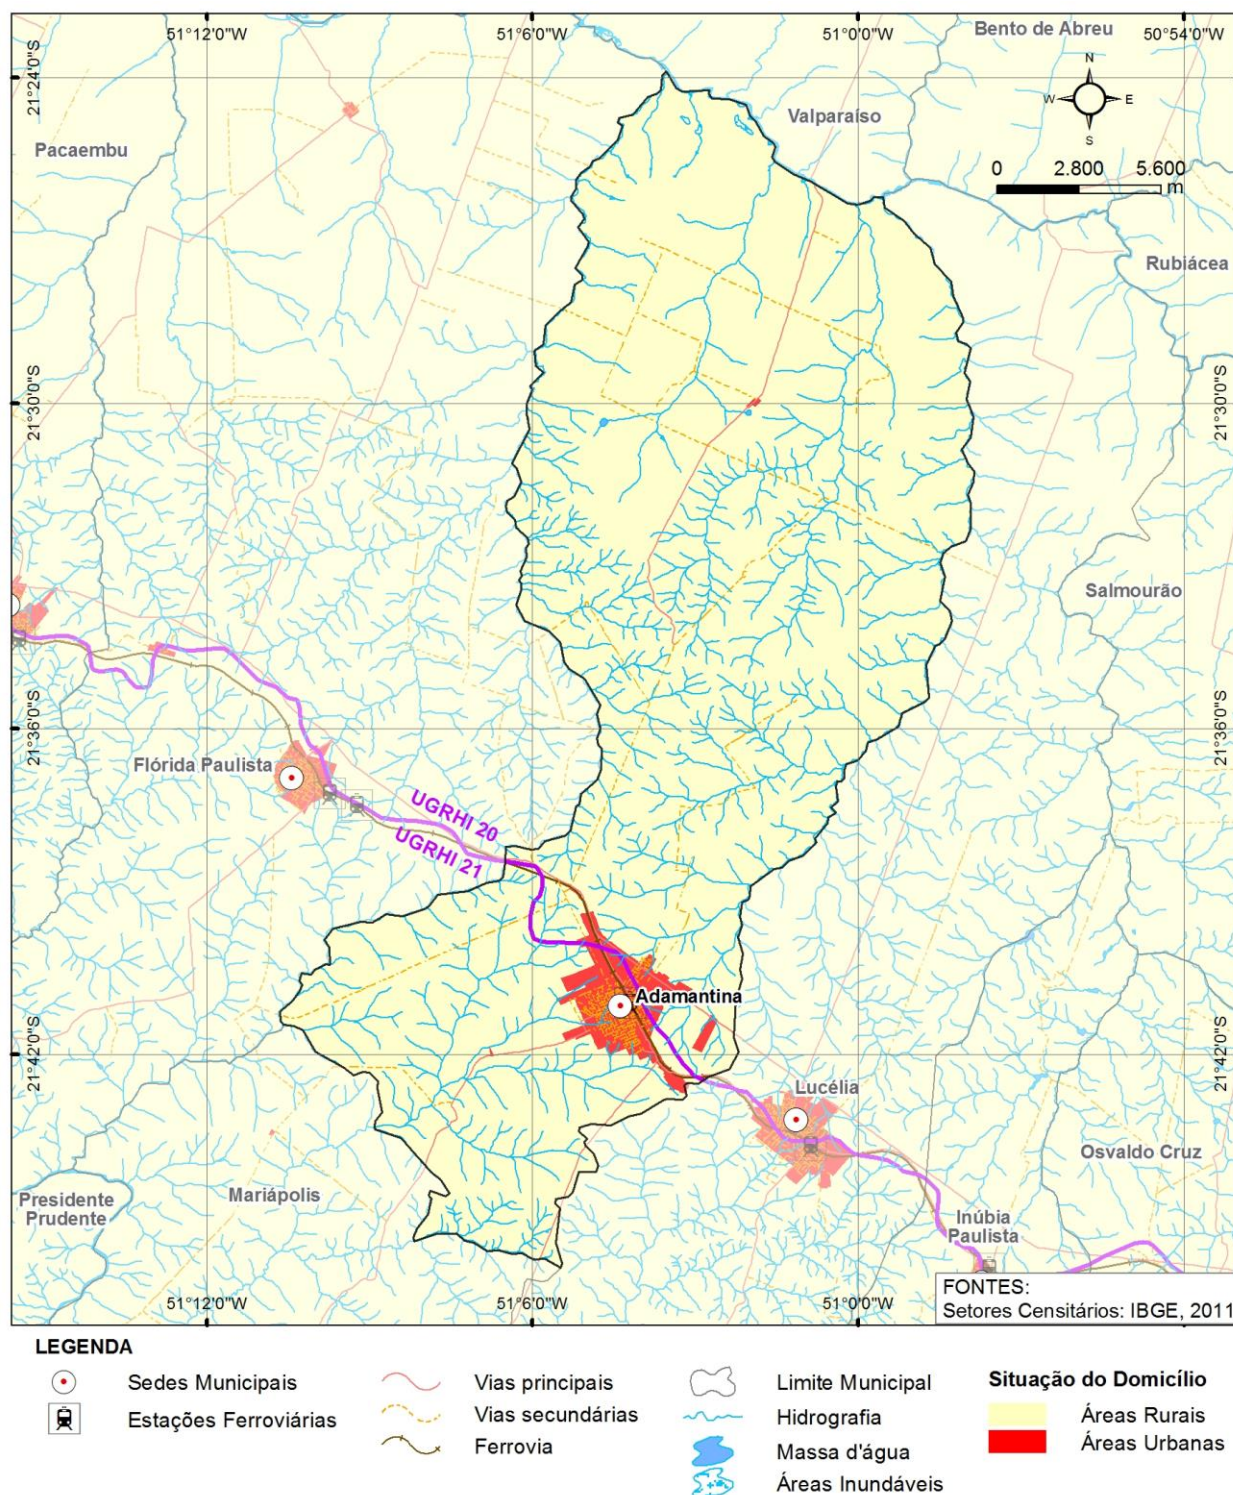 51°12'0"W
51°6'0"W
51°0'0"W
50°54'0"W
Bento de Abreu
21°24'0"S
21°24'0"S
N
W
E
S
Valparaíso
Pacaembu
0 2.800 5.600
m
Rubiácea
21°30'0"S
21°30'0"S
Salmourão
21°36'0"S
21°36'0"S
Flórida Paulista
UGRHI 20
UGRHI 21
Adamantina
21°42'0"S
21°42'0"S
Lucélia
Osvaldo Cruz
Presidente
Prudente
Mariápolis
Inúbia
Paulista
51°12'0"W
51°6'0"W
51°0'0"W
FONTES:
Setores Censitários: IBGE, 2011
LEGENDA
Sedes Municipais
Estações Ferroviárias
Vias principais
Vias secundárias
Ferrovia
Limite Municipal
Hidrografia
Massa d'água
Áreas Inundáveis
Situação do Domicílio
Áreas Rurais
Áreas Urbanas